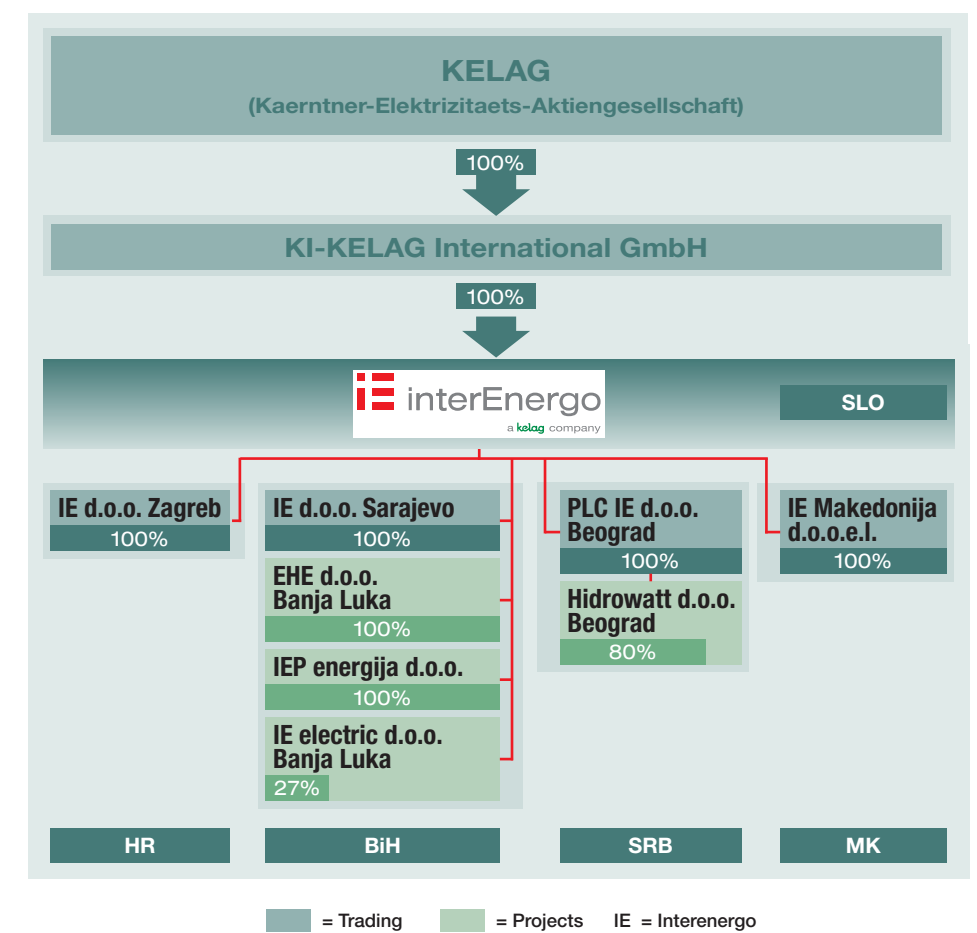 KELAG
(Kaerntner-Elektrizitaets-Aktiengesellschaft)
100%
KI-KELAG International GmbH
100%
iE interEnergo
a kelag company
SLO
IE d.o.o. Zagreb
100%
IE d.o.o. Sarajevo
100%
EHE d.o.o.
Banja Luka
100%
IEP energija d.o.o.
100%
IE electric d.o.o.
Banja Luka
27%
PLC IE d.o.o.
Beograd
100%
Hidrowatt d.o.o.
Beograd
80%
IE Makedonija
d.o.o.e.l.
100%
HR
BiH
SRB
MK
= Trading
= Projects
IE = Interenergo